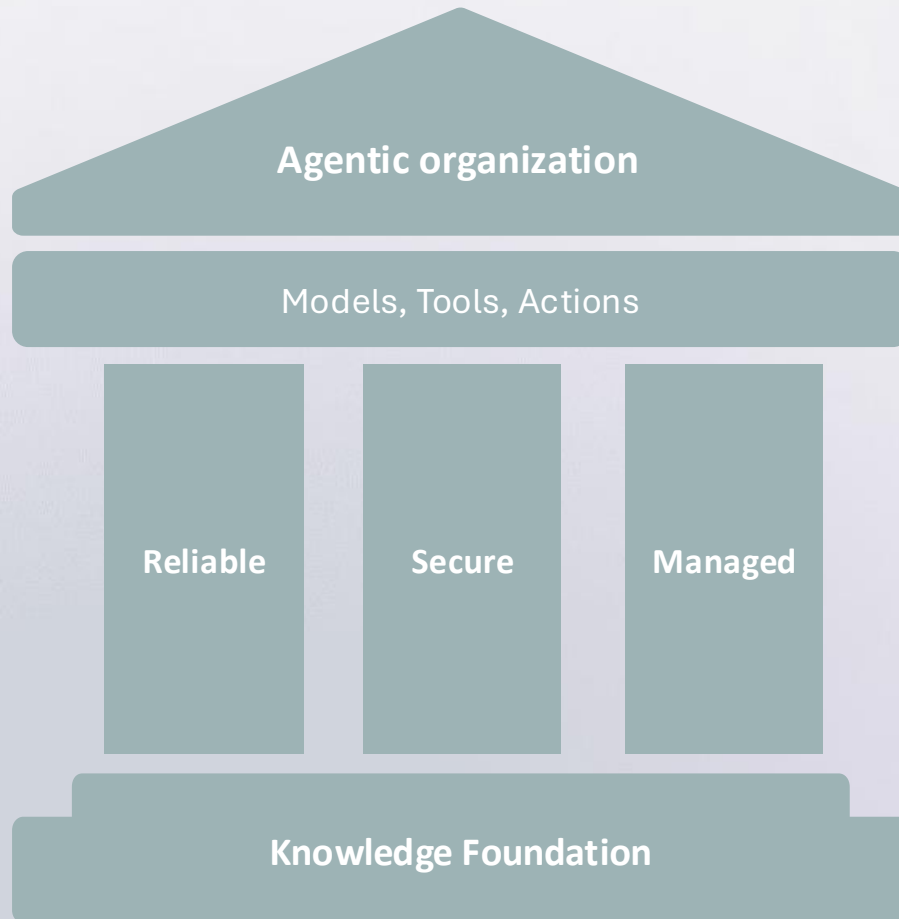 Agentic organization
Models, Tools, Actions
Reliable
Secure
Managed
Knowledge Foundation